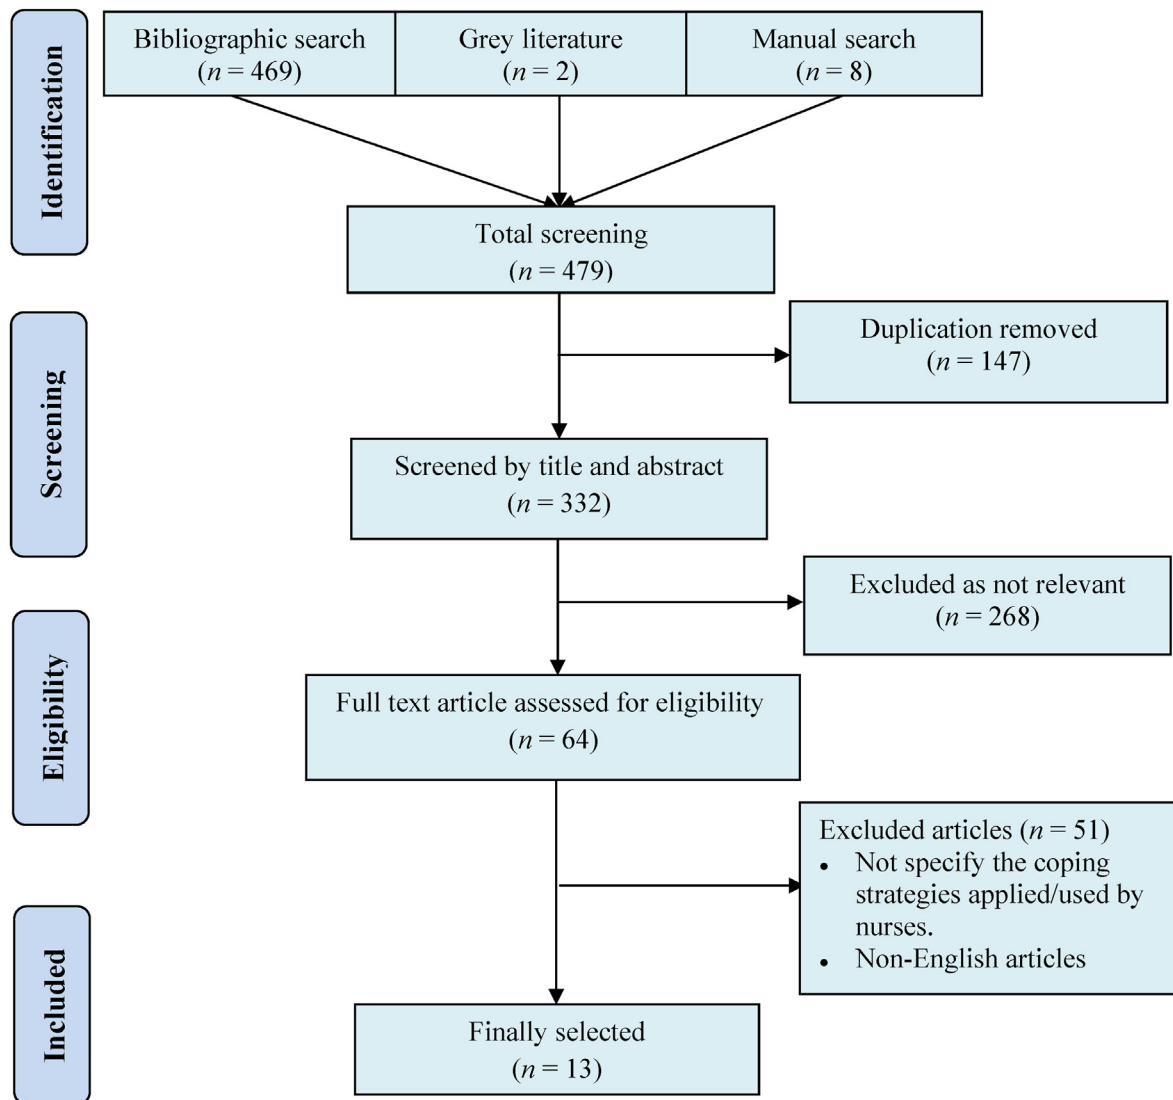 Identification
Bibliographic search
(n = 469)
Grey literature
(n = 2)
Manual search
(n = 8)
Total screening
(n = 479)
Screening
Duplication removed
(n = 147)
Screened by title and abstract
(n = 332)
Excluded as not relevant
(n = 268)
Eligibility
Full text article assessed for eligibility
(n = 64)
Excluded articles (n = 51)
• Not specify the coping
strategies applied/used by
nurses.
• Non-English articles
Included
Finally selected
(n = 13)